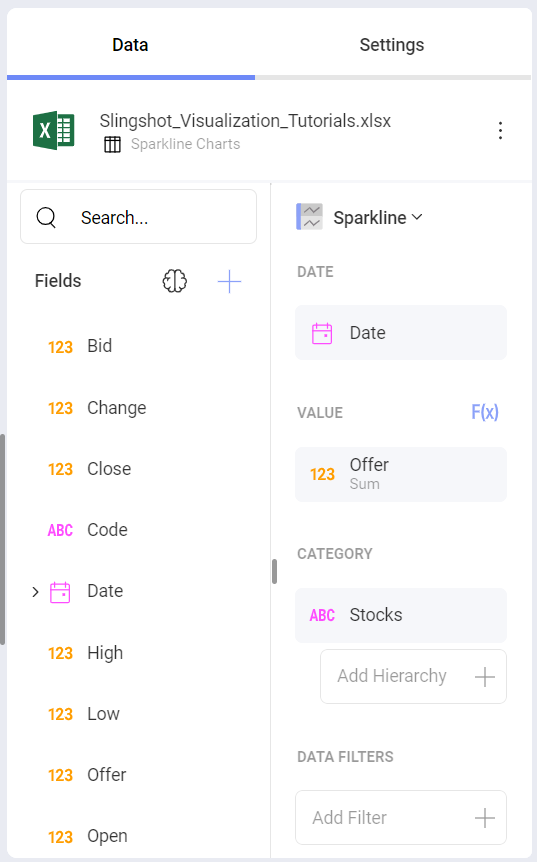 Data
Settings
Slingshot_Visualization_Tutorials.xlsx
Sparkline Charts
Search...
Fields
123 Bid
123 Change
123 Close
ABC Code
Date
123 High
123 Low
123 Offer
123 Open
Sparkline
DATE
Date
VALUE F(x)
123 Offer
Sum
CATEGORY
ABC Stocks
Add Hierarchy
DATA FILTERS
Add Filter